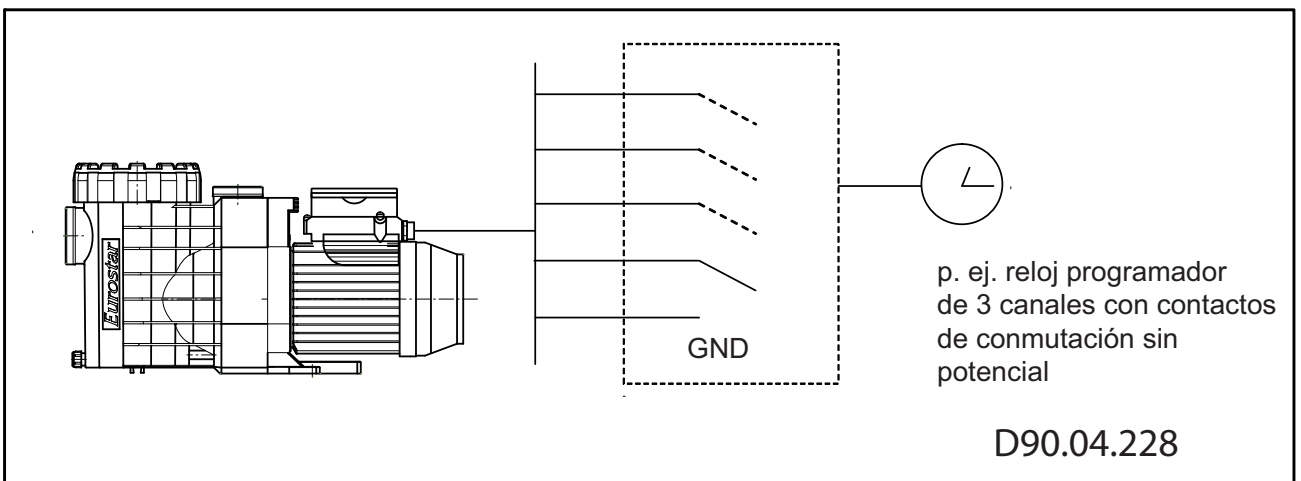 Eurostar
GND
p. ej. reloj programador
de 3 canales con contactos
de conmutación sin
potencial
D90.04.228